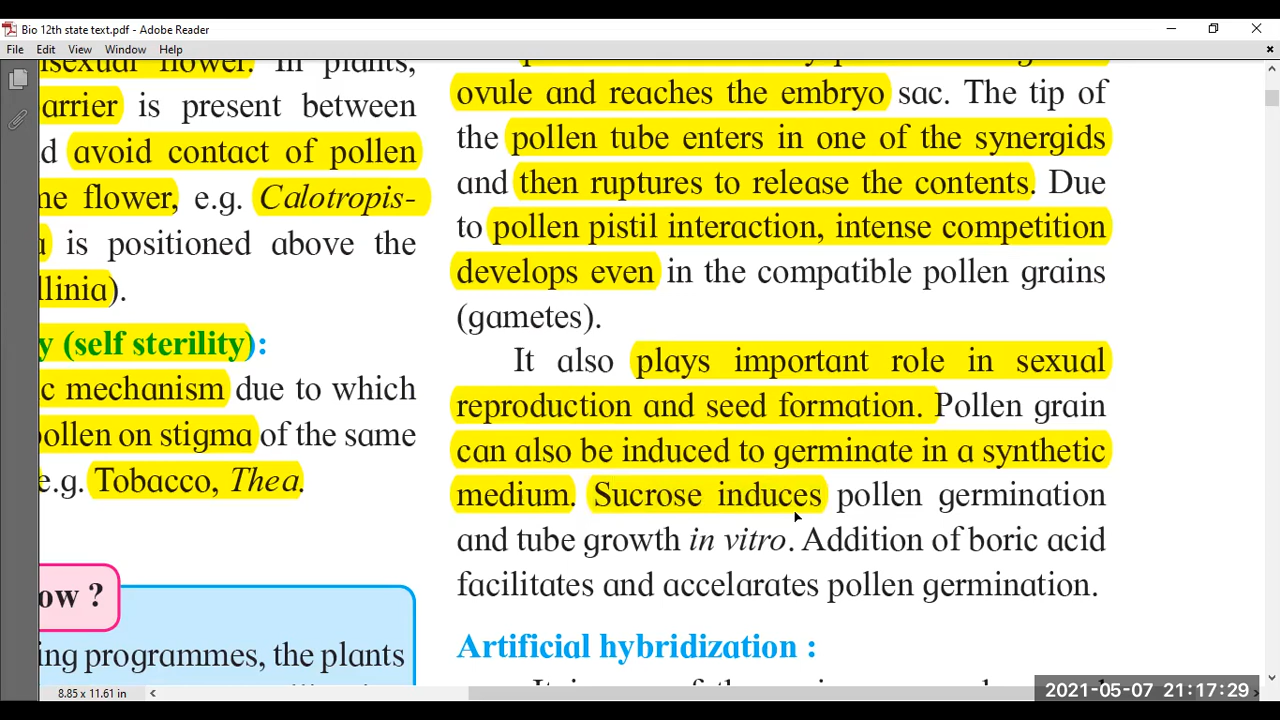 Bio 12th state text.pdf - Adobe Reader
File Edit View Window Help
isexual flower. In plants,
arrier is present between
d avoid contact of pollen
me flower, e.g. Calotropis-
is positioned above the
llinia).
y (self sterility):
c mechanism due to which
pollen on stigma of the same
e.g. Tobacco, Thea.
ow ?
ing programmes, the plants
ovule and reaches the embryo sac. The tip of
the pollen tube enters in one of the synergids
and then ruptures to release the contents. Due
to pollen pistil interaction, intense competition
develops even in the compatible pollen grains
(gametes).
It also plays important role in sexual
reproduction and seed formation. Pollen grain
can also be induced to germinate in a synthetic
medium. Sucrose induces pollen germination
and tube growth in vitro. Addition of boric acid
facilitates and accelarates pollen germination.
Artificial hybridization :
8.85 x 11.61 in
2021-05-07 21:17:29